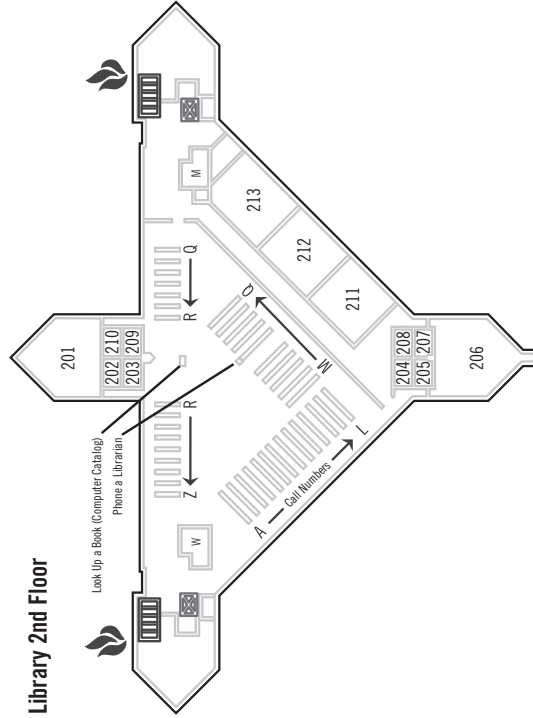 Library 2nd Floor
Look Up a Book (Computer Catalog)
Phone a Librarian
201
202 210
203 209
Z R
R Q
W
M
A Call Numbers L
M Q
213
212
211
204 208
205 207
206